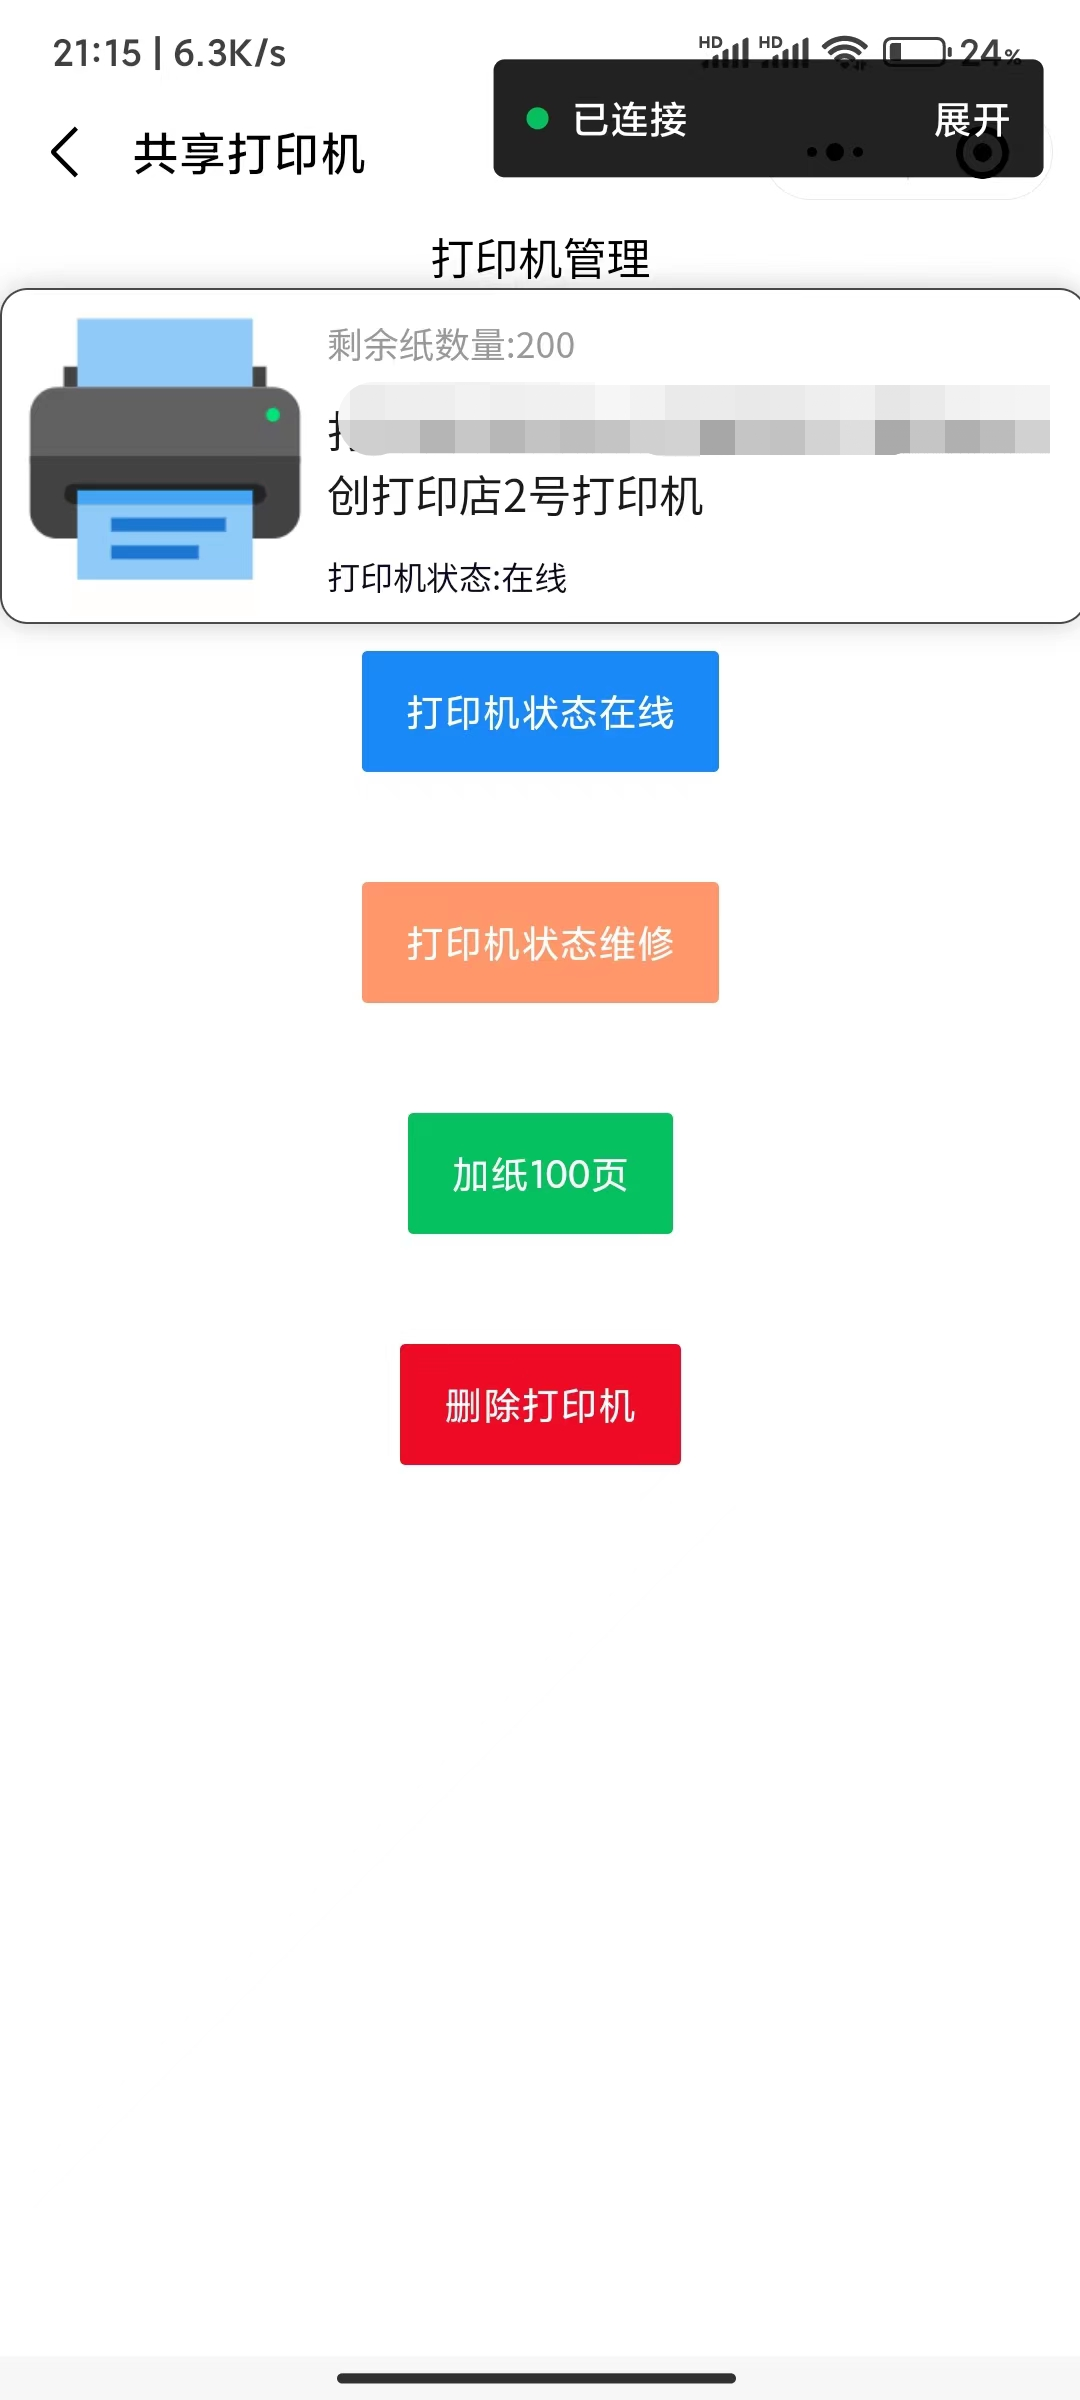 21:15 | 6.3K/s
HD HD 24%
已连接 展开
共享打印机
打印机管理
剩余纸数量:200
创打印店2号打印机
打印机状态:在线
打印机状态在线
打印机状态维修
加纸100页
删除打印机